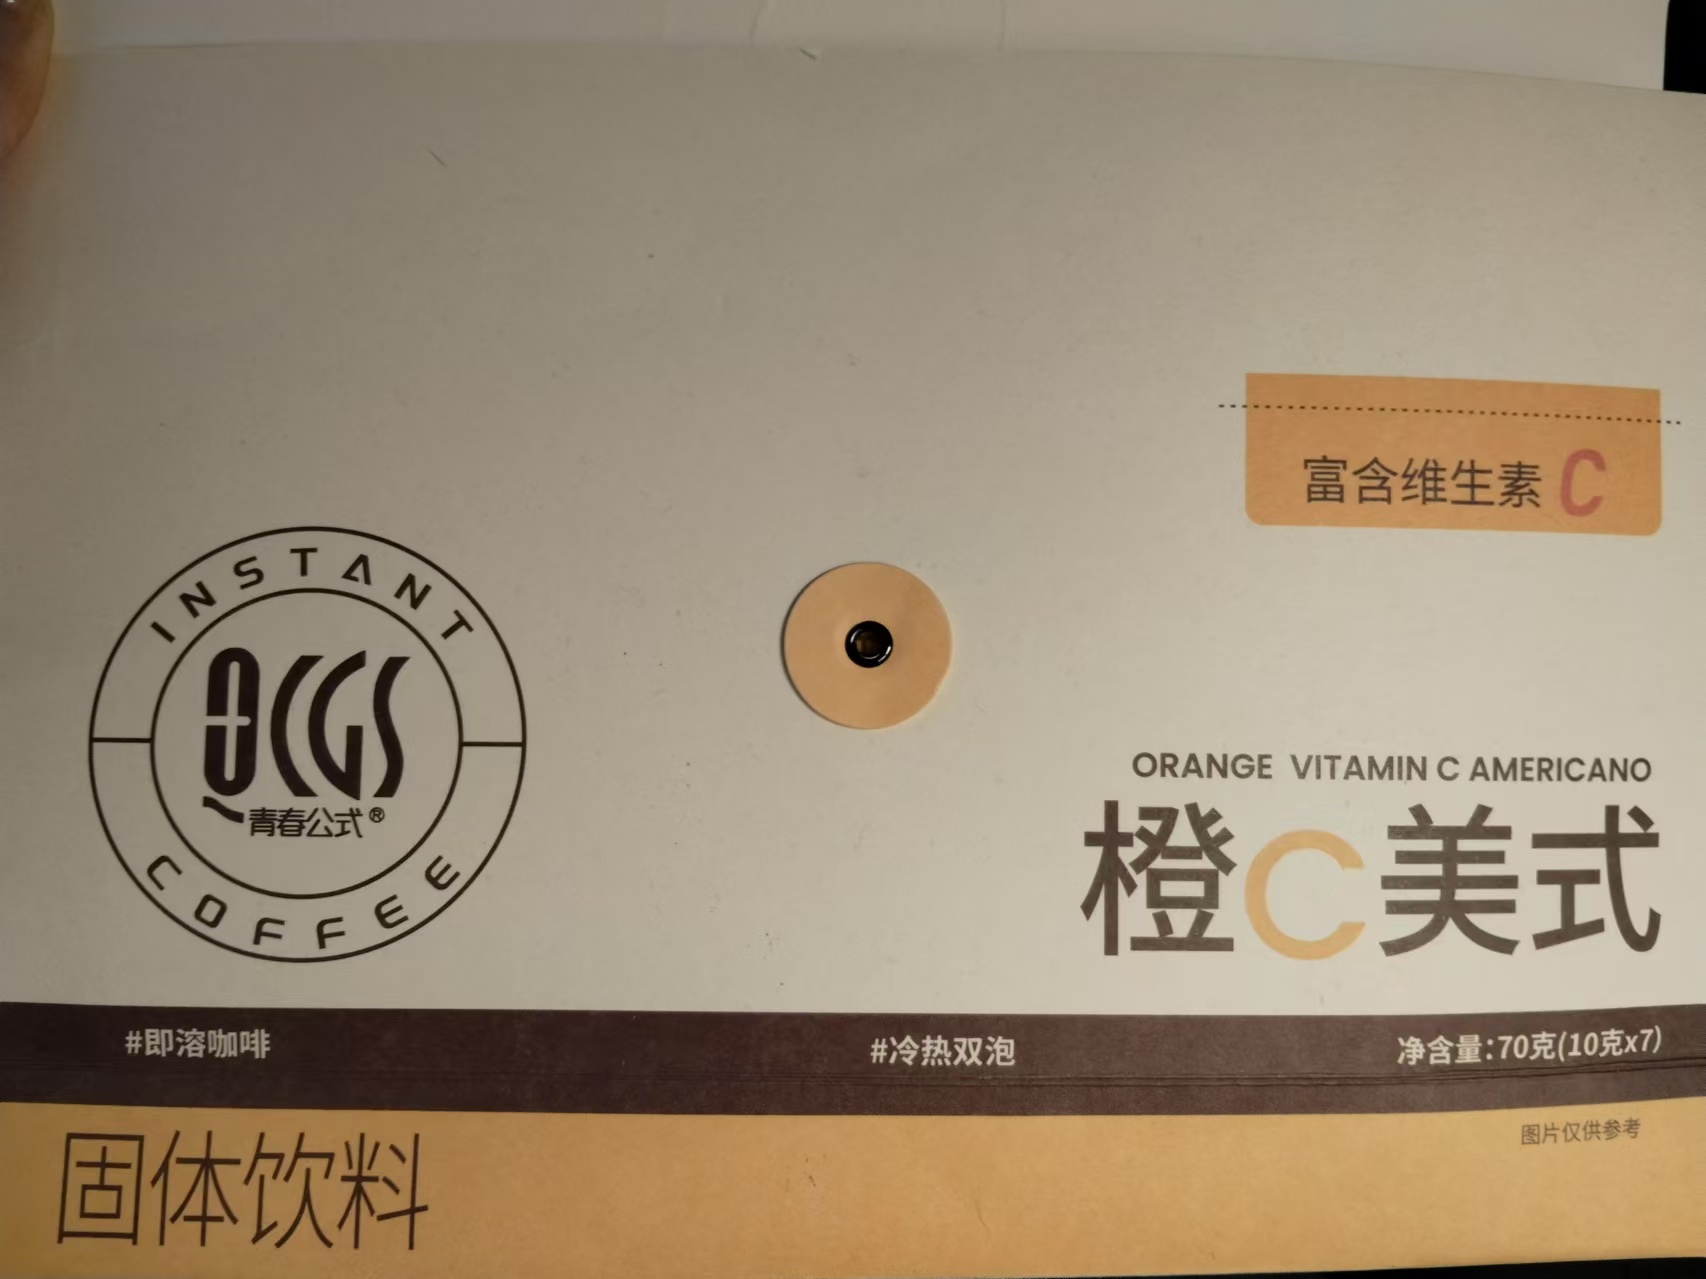 富含维生素C
INSTANT
QCGS
青春公式®
COFFEE
ORANGE VITAMIN C AMERICANO
橙C美式
#即溶咖啡
#冷热双泡
净含量:70克(10克x7)
图片仅供参考
固体饮料